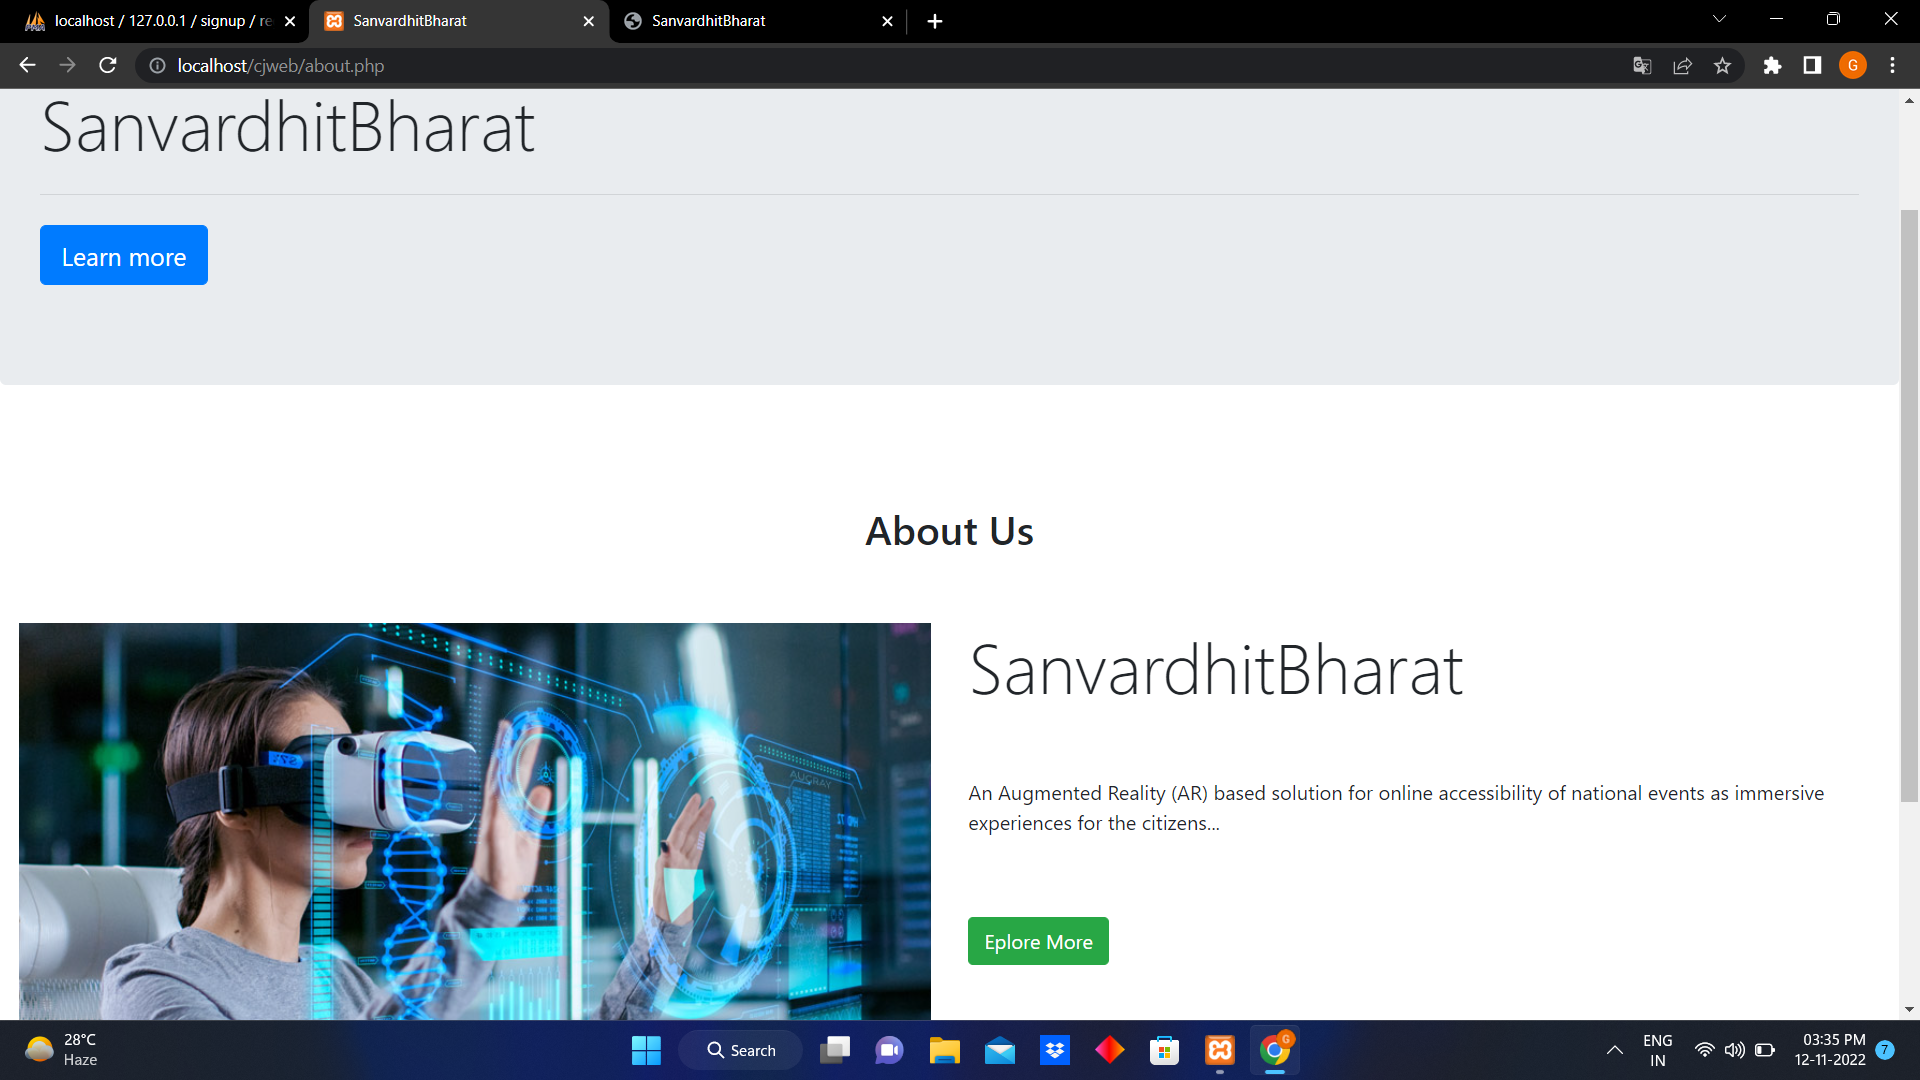 localhost / 127.0.0.1 / signup / re
SanvardhitBharat
SanvardhitBharat
localhost/cjweb/about.php
G
SanvardhitBharat
Learn more
About Us
AUGRAY
SanvardhitBharat
An Augmented Reality (AR) based solution for online accessibility of national events as immersive
experiences for the citizens...
Eplore More
28°C
Haze
Search
G
ENG
IN
03:35 PM
12-11-2022
7